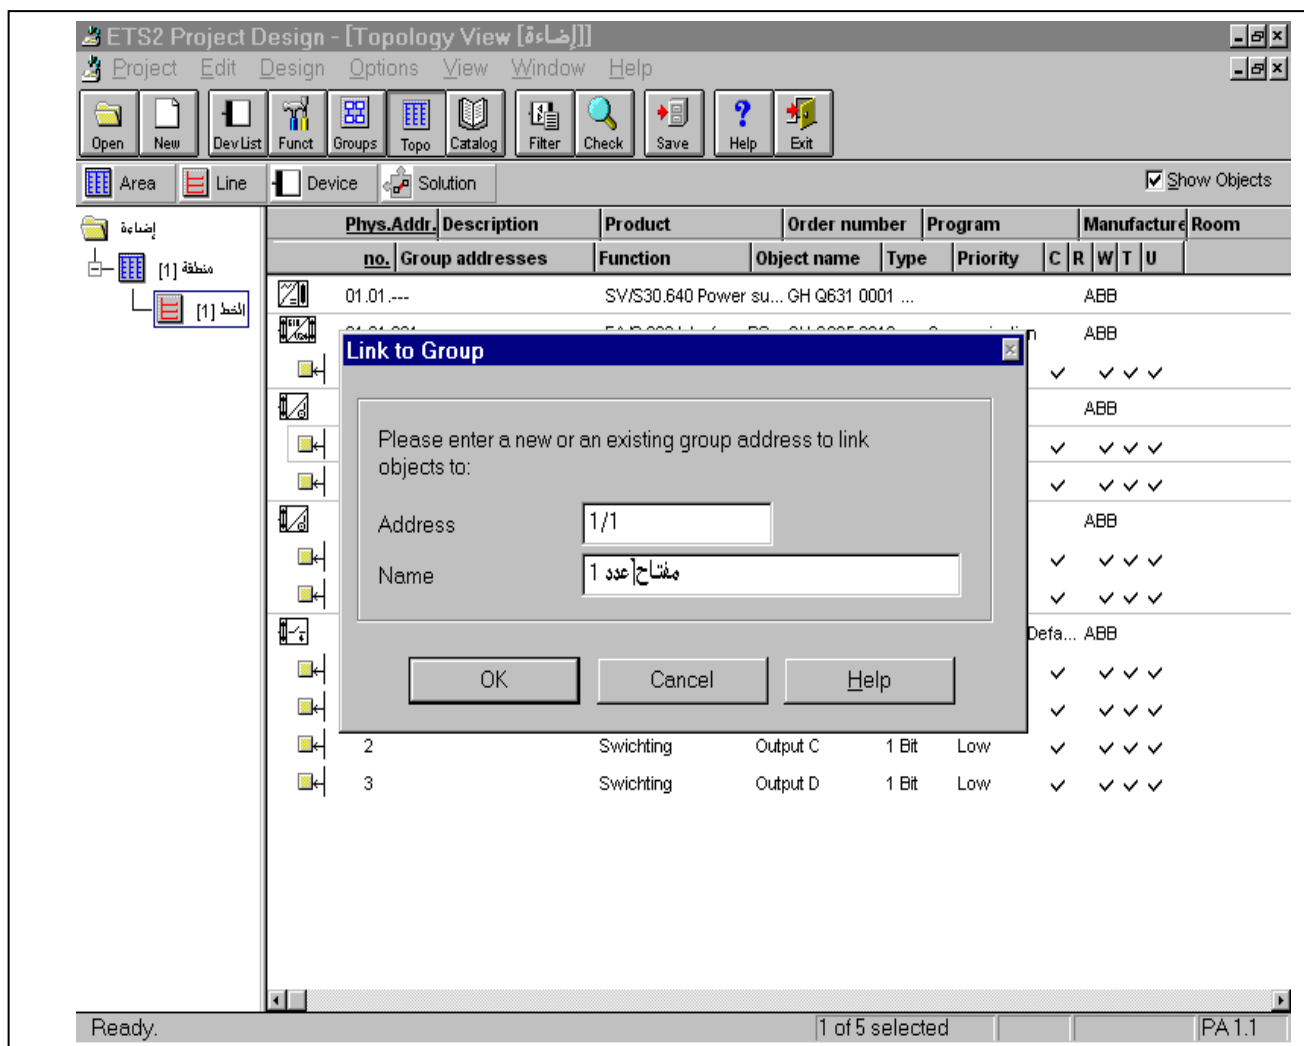 ETS2 Project Design - [Topology View [إضاءة]]
Project Edit Design Options View Window Help
Open New DevList Funct Groups Topo Catalog Filter Check Save Help Exit
Area Line Device Solution Show Objects
إضاءة
منطقة [1]
الخط [1]
Phys.Addr. Description Product Order number Program Manufacture Room
no. Group addresses Function Object name Type Priority C R W T U
01.01.--- SV/S30.640 Power su... GH Q631 0001 ... ABB
ABB
ABB
ABB
Defa... ABB
Link to Group
Please enter a new or an existing group address to link
objects to:
Address 1/1
Name مفتاح عدد 1
OK Cancel Help
2 Swichting Output C 1 Bit Low
3 Swichting Output D 1 Bit Low
Ready. 1 of 5 selected PA 1.1